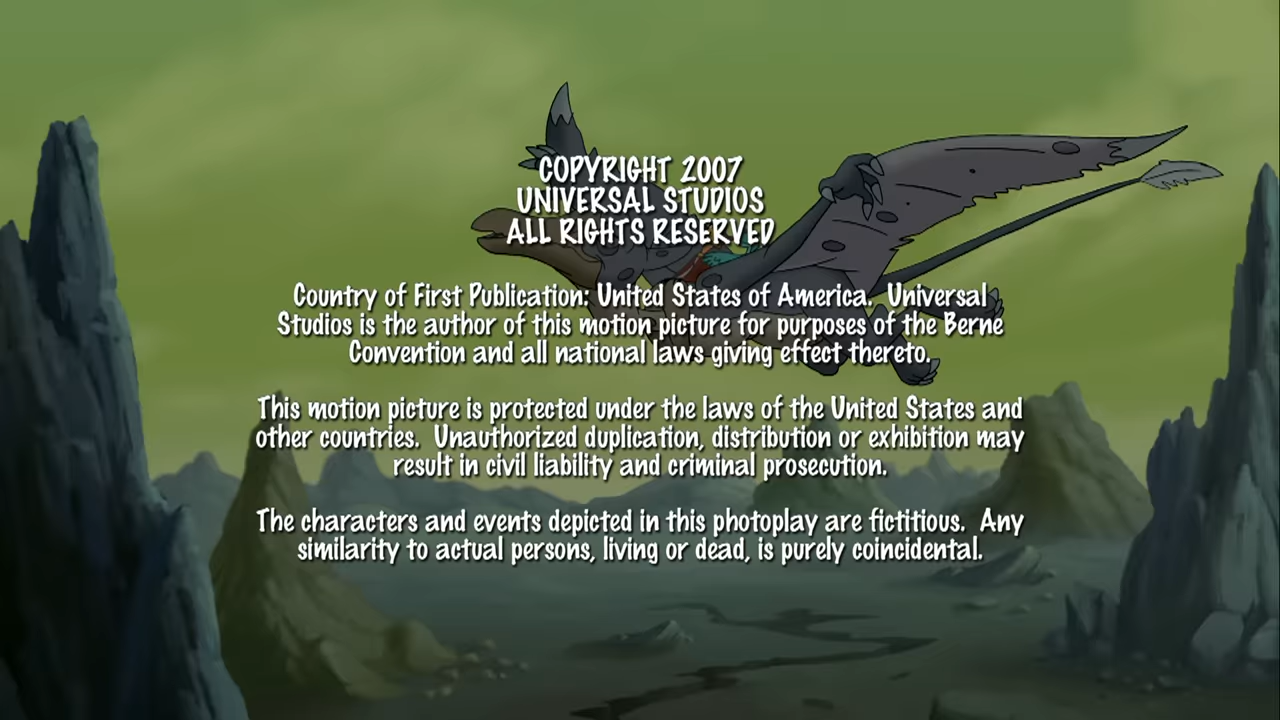 COPYRIGHT 2007
UNIVERSAL STUDIOS
ALL RIGHTS RESERVED
Country of First Publication: United States of America.  Universal
Studios is the author of this motion picture for purposes of the Berne
Convention and all national laws giving effect thereto.
This motion picture is protected under the laws of the United States and
other countries.  Unauthorized duplication, distribution or exhibition may
result in civil liability and criminal prosecution.
The characters and events depicted in this photoplay are fictitious.  Any
similarity to actual persons, living or dead, is purely coincidental.